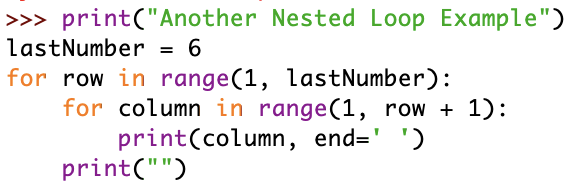 >>> print("Another Nested Loop Example")
lastNumber = 6
for row in range(1, lastNumber):
    for column in range(1, row + 1):
        print(column, end=' ')
    print("")